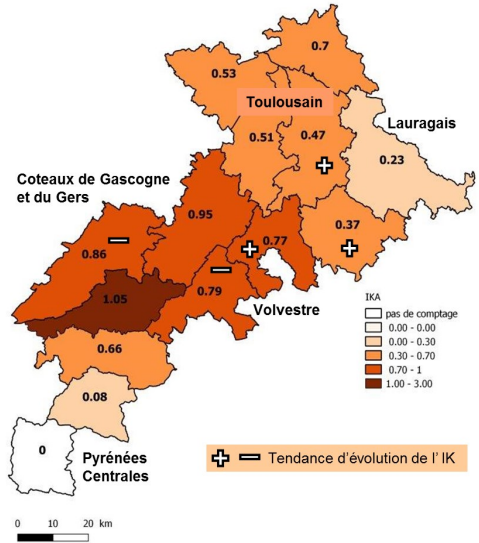 0.7
0.53
Toulousain
0.51
0.47
Lauragais
0.23
Coteaux de Gascogne
et du Gers
0.95
0.37
0.86
0.77
0.79
1.05
Volvestre
0.66
0.08
0
Pyrénées
Centrales
IKA
pas de comptage
0.00 - 0.00
0.00 - 0.30
0.30 - 0.70
0.70 - 1
1.00 - 3.00
Tendance d'évolution de l' IK
0 10 20 km